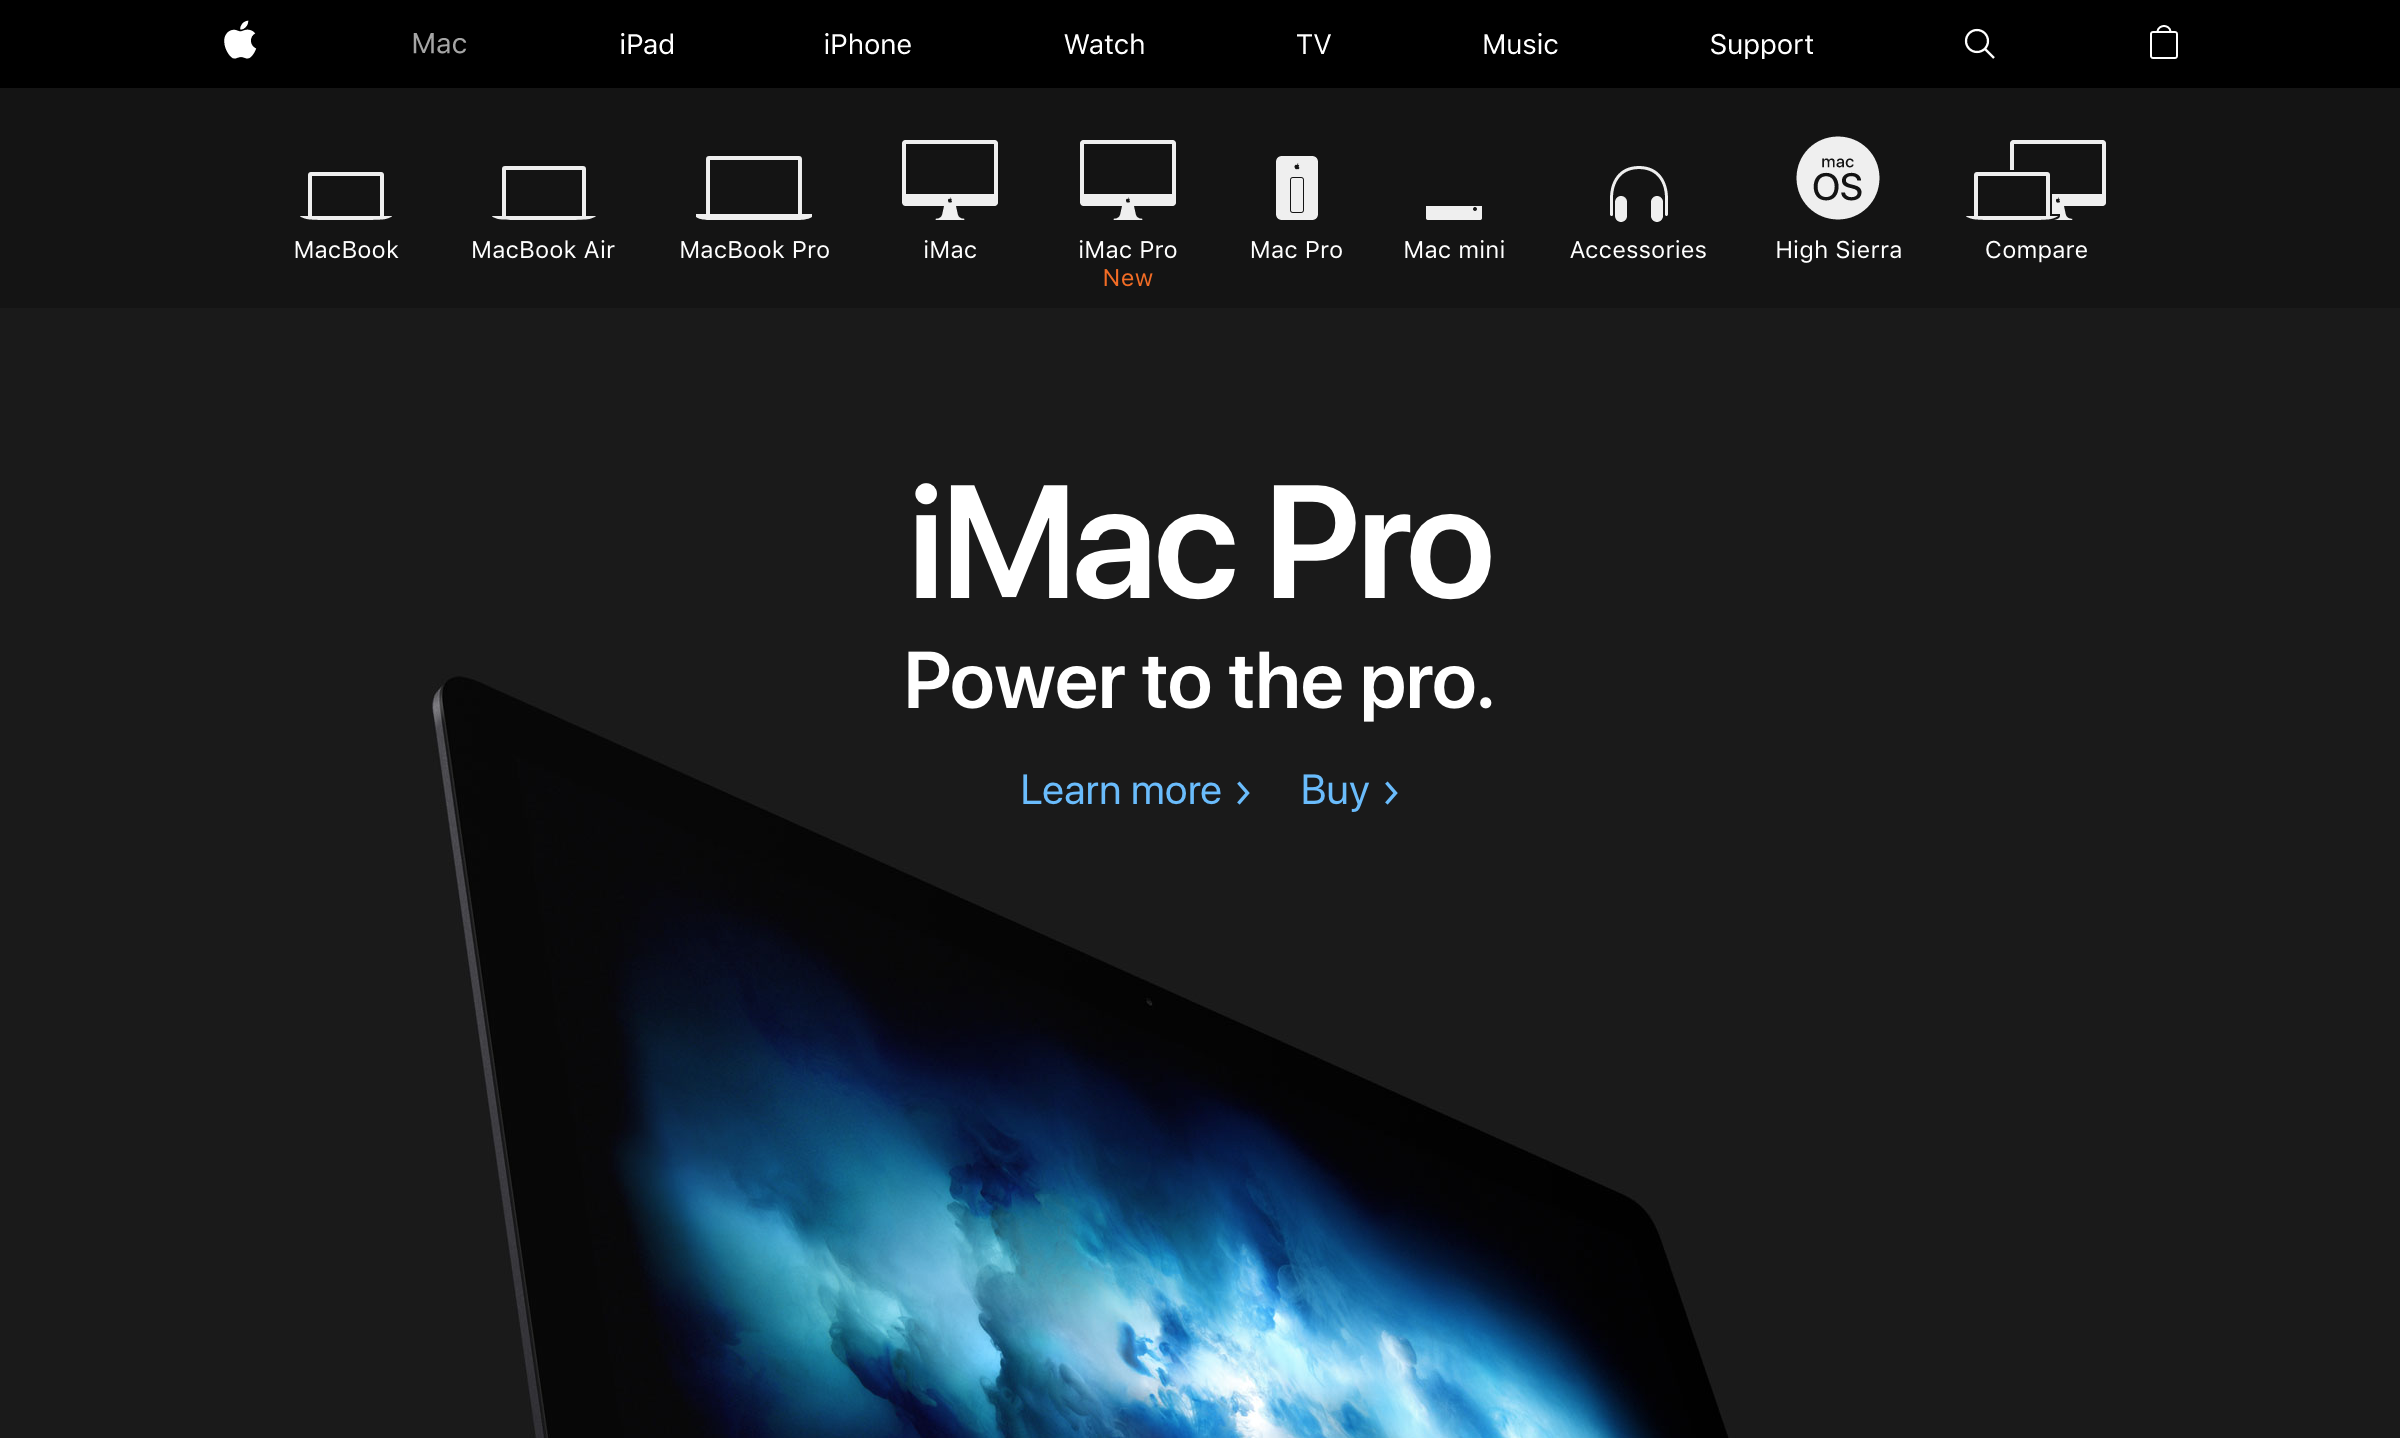 Mac iPad iPhone Watch TV Music Support
mac
OS
MacBook MacBook Air MacBook Pro iMac iMac Pro Mac Pro Mac mini Accessories High Sierra Compare
New
iMac Pro
Power to the pro.
Learn more › Buy ›